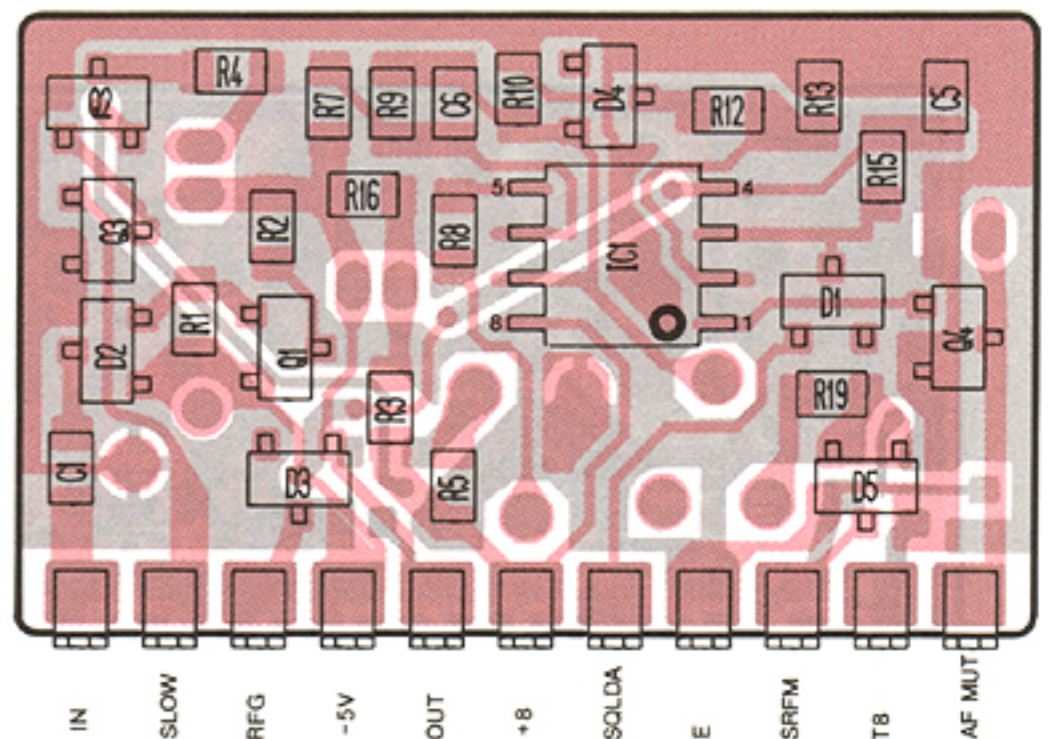 R4
R7
R9
C6
R10
D4
R12
R13
C5
R15
5
4
R16
Q3
R2
R8
IC1
D1
R1
D2
Q1
8
1
Q4
R3
R19
C1
D3
R5
D5
IN
SLOW
RFG
-5V
OUT
+8
SQLDA
E
SRFM
T8
AF MUT